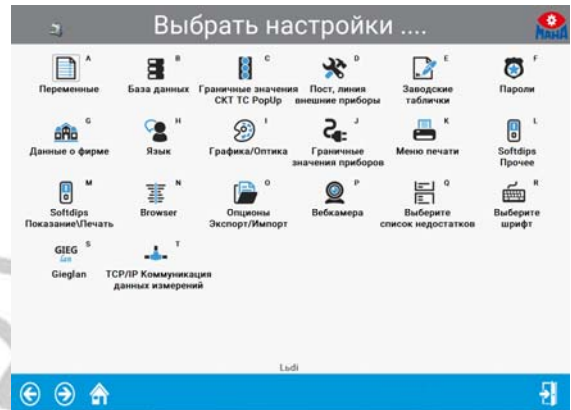 Выбрать настройки ....
МАНА
A B C D E F
Переменные База данных Граничные значения СКТ ТС PopUp Пост, линия внешние приборы Заводские таблички Пароли
G H I J K L
Данные о фирме Язык Графика/Оптика Граничные значения приборов Меню печати Softdips Прочее
M N O P Q R
Softdips Показание\Печать Browser Опционы Экспорт/Импорт Вебкамера Выберите список недостатков Выберите шрифт
GIEG lan S T
Gieglan TCP/IP Коммуникация данных измерений
Lsdi